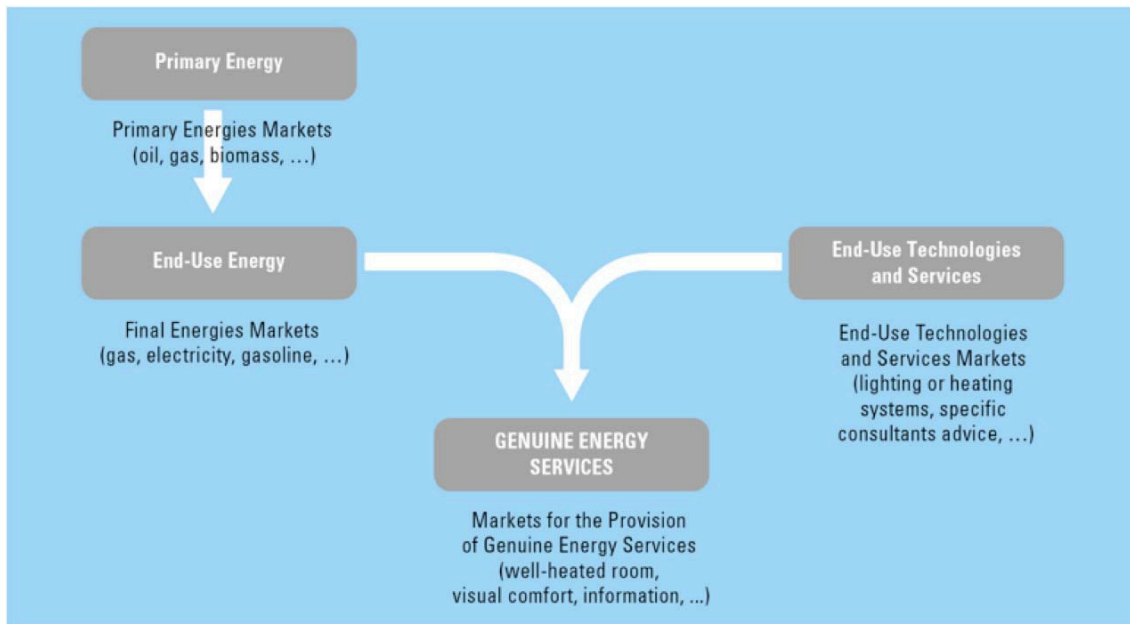 Primary Energy
Primary Energies Markets
(oil, gas, biomass, …)
End-Use Energy
Final Energies Markets
(gas, electricity, gasoline, …)
End-Use Technologies
and Services
End-Use Technologies
and Services Markets
(lighting or heating
systems, specific
consultants advice, …)
GENUINE ENERGY
SERVICES
Markets for the Provision
of Genuine Energy Services
(well-heated room,
visual comfort, information, ...)